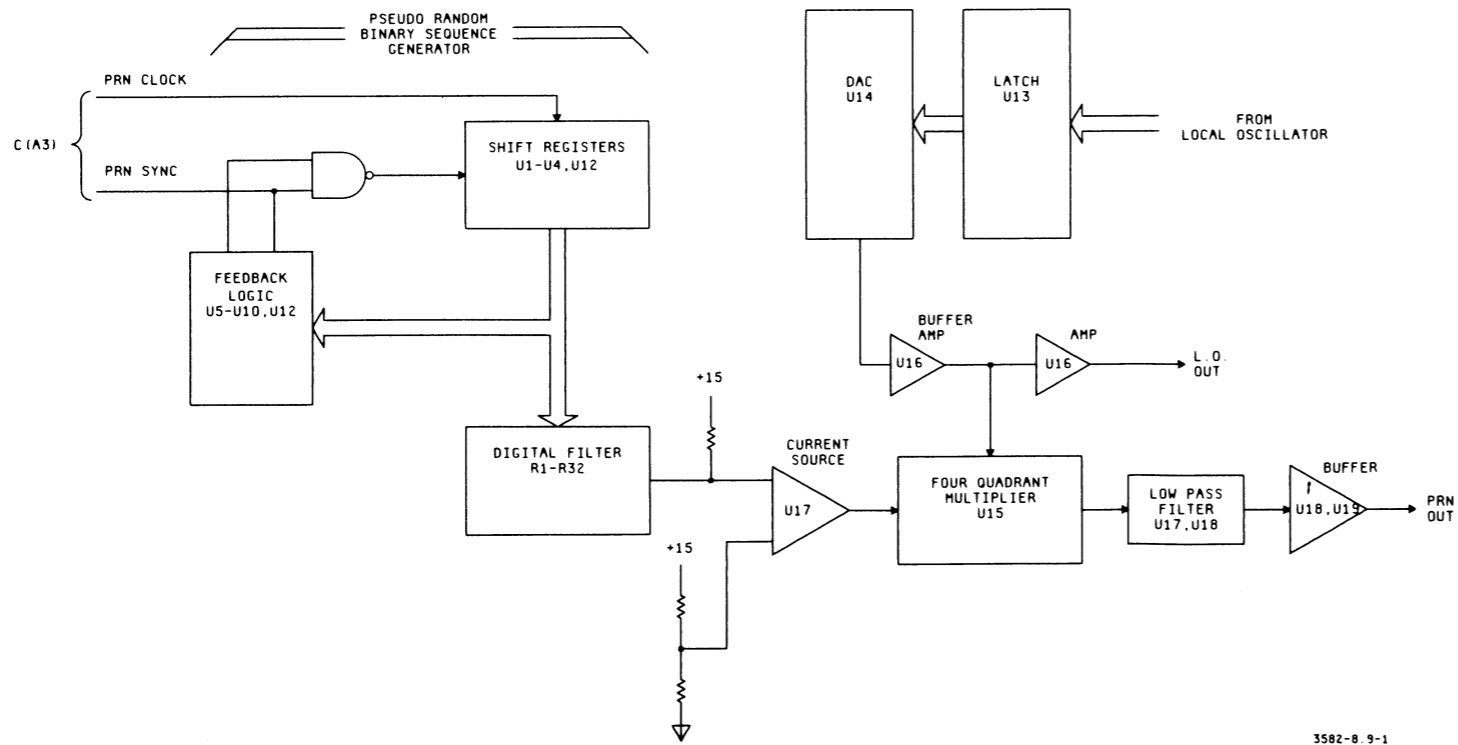 PSEUDO RANDOM
BINARY SEQUENCE
GENERATOR
PRN CLOCK
C(A3)
PRN SYNC
SHIFT REGISTERS
U1-U4,U12
FEEDBACK
LOGIC
U5-U10,U12
DIGITAL FILTER
R1-R32
+15
+15
CURRENT
SOURCE
U17
DAC
U14
LATCH
U13
FROM
LOCAL OSCILLATOR
BUFFER
AMP
U16
AMP
U16
L.O.
OUT
FOUR QUADRANT
MULTIPLIER
U15
LOW PASS
FILTER
U17,U18
BUFFER
U18,U19
PRN
OUT
3582-8.9-1